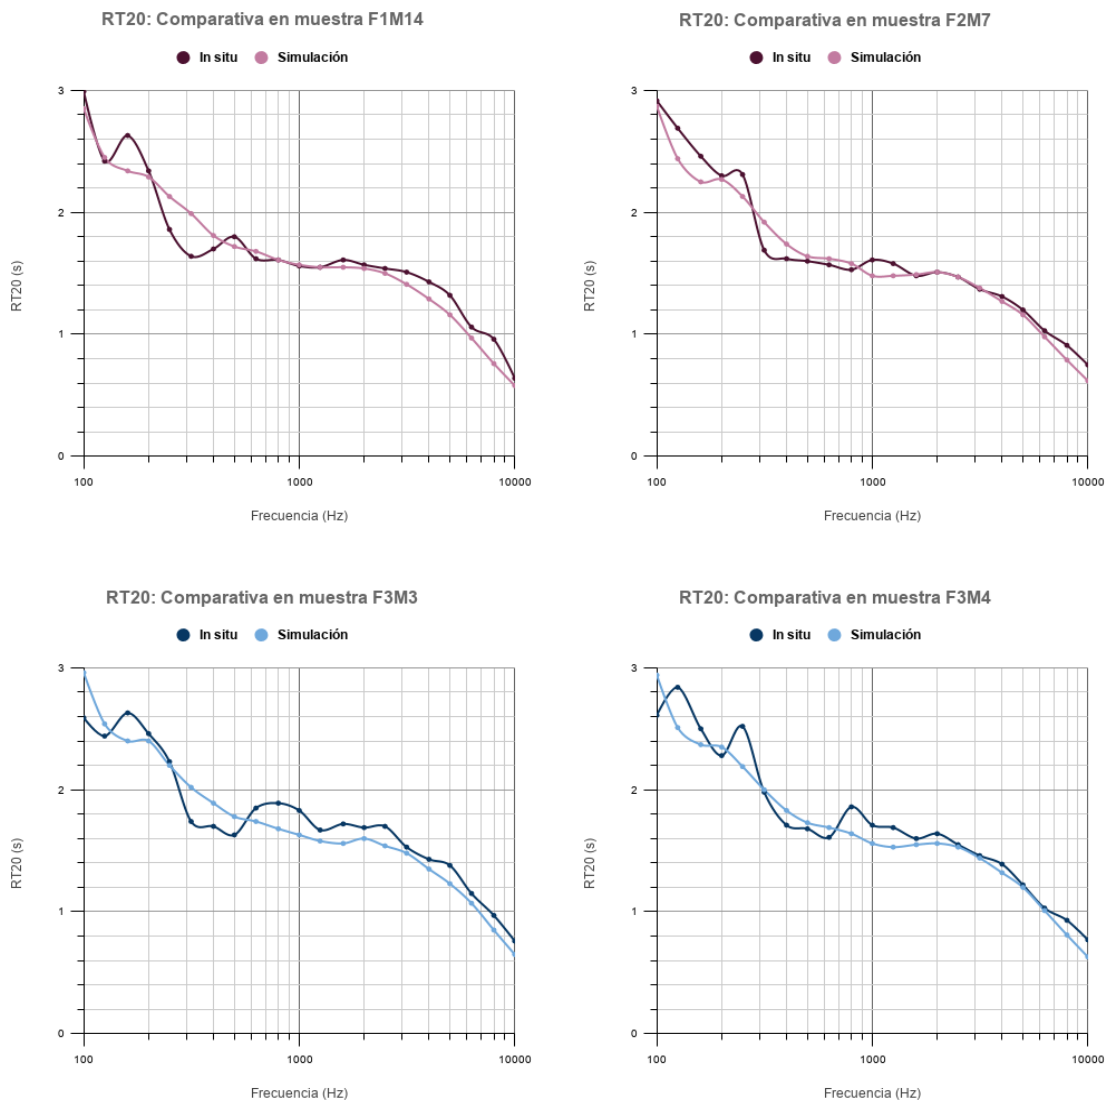 RT20: Comparativa en muestra F1M14
In situ Simulación
3
2
1
0
RT20 (s)
100 1000 10000
Frecuencia (Hz)
RT20: Comparativa en muestra F2M7
In situ Simulación
3
2
1
0
RT20 (s)
100 1000 10000
Frecuencia (Hz)
RT20: Comparativa en muestra F3M3
In situ Simulación
3
2
1
0
RT20 (s)
100 1000 10000
Frecuencia (Hz)
RT20: Comparativa en muestra F3M4
In situ Simulación
3
2
1
0
RT20 (s)
100 1000 10000
Frecuencia (Hz)